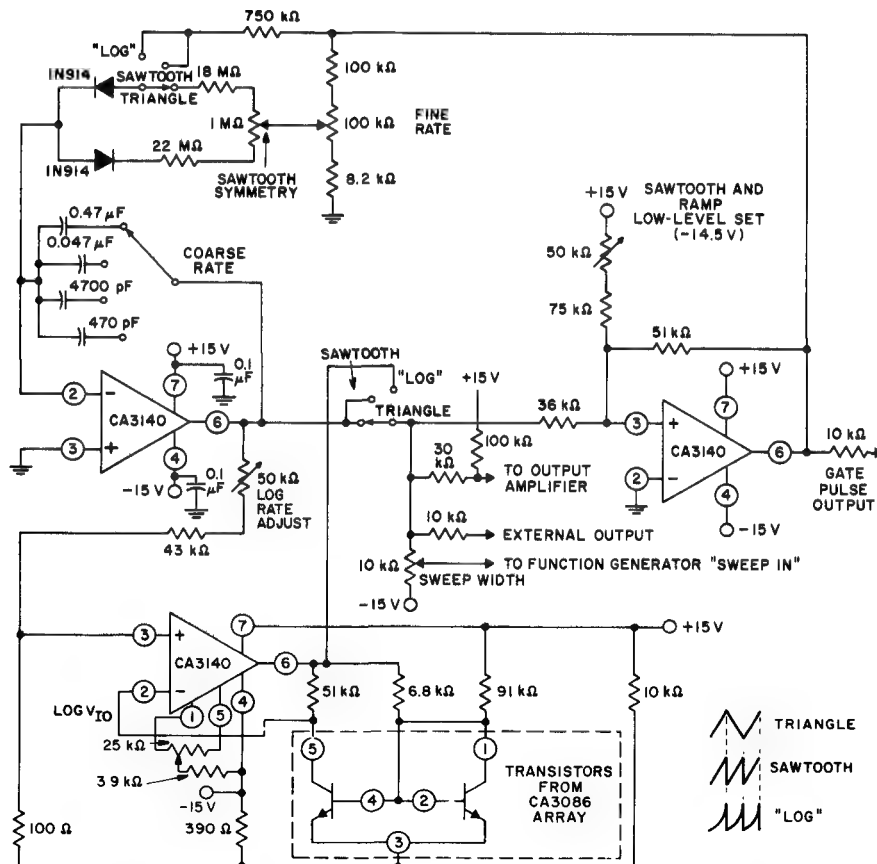 750 kΩ
"LOG"
1N914
SAWTOOTH
TRIANGLE
18 MΩ
100 kΩ
1 MΩ
100 kΩ
FINE
RATE
22 MΩ
1N914
SAWTOOTH
SYMMETRY
8.2 kΩ
+15 V
SAWTOOTH AND
RAMP
LOW-LEVEL SET
(-14.5 V)
0.47 µF
0.047 µF
4700 pF
470 pF
COARSE
RATE
50 kΩ
75 kΩ
51 kΩ
+15 V
0.1
µF
7
2
-
CA3140
6
3
+
4
0.1
µF
-15 V
50 kΩ
LOG
RATE
ADJUST
43 kΩ
SAWTOOTH
"LOG"
TRIANGLE
+15 V
100 kΩ
30
kΩ
TO OUTPUT
AMPLIFIER
10 kΩ
EXTERNAL OUTPUT
10 kΩ
SWEEP WIDTH
TO FUNCTION GENERATOR "SWEEP IN"
-15 V
36 kΩ
+15 V
7
3
+
CA3140
6
2
-
4
-15 V
10 kΩ
GATE
PULSE
OUTPUT
3
+
7
+15 V
CA3140
6
2
-
4
1
5
LOG VIO
25 kΩ
3.9 kΩ
-15 V
51 kΩ
6.8 kΩ
91 kΩ
10 kΩ
5
1
TRANSISTORS
FROM
CA3086
ARRAY
4
2
3
100 Ω
390 Ω
TRIANGLE
SAWTOOTH
"LOG"